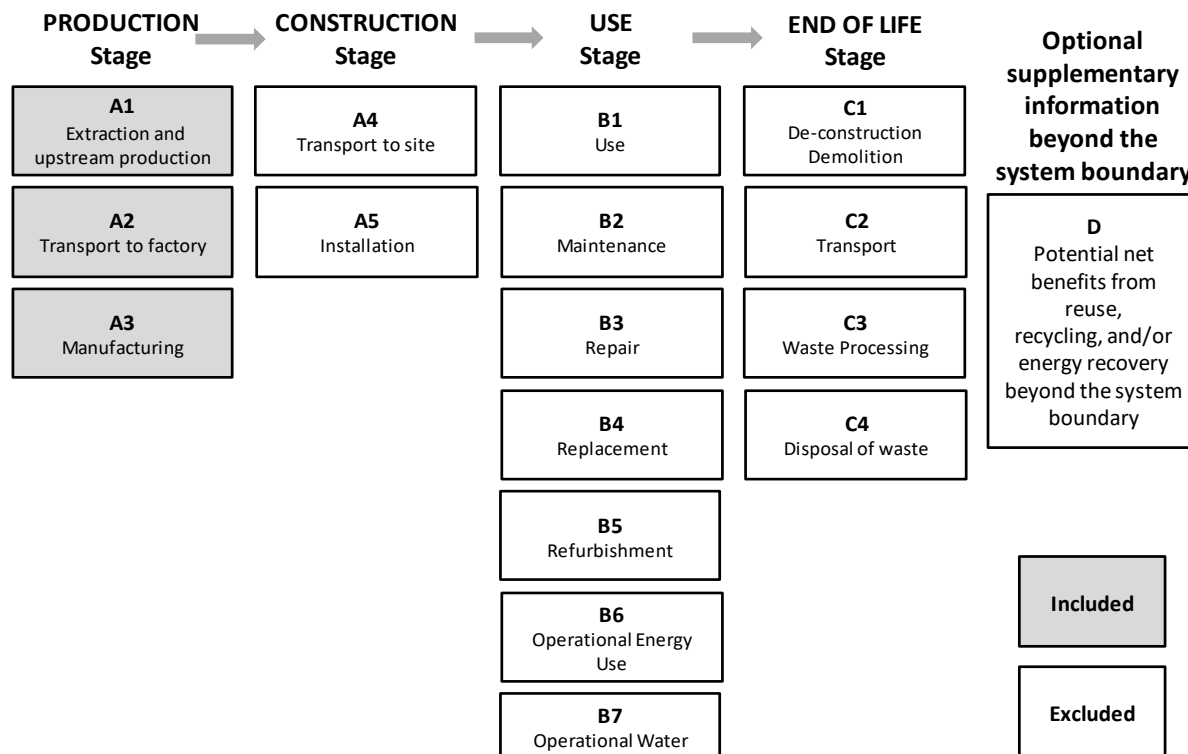 PRODUCTION
Stage
CONSTRUCTION
Stage
USE
Stage
END OF LIFE
Stage
Optional
supplementary
information
beyond the
system boundary
A1
Extraction and
upstream production
A2
Transport to factory
A3
Manufacturing
A4
Transport to site
A5
Installation
B1
Use
B2
Maintenance
B3
Repair
B4
Replacement
B5
Refurbishment
B6
Operational Energy
Use
B7
Operational Water
C1
De-construction
Demolition
C2
Transport
C3
Waste Processing
C4
Disposal of waste
D
Potential net
benefits from
reuse,
recycling, and/or
energy recovery
beyond the system
boundary
Included
Excluded